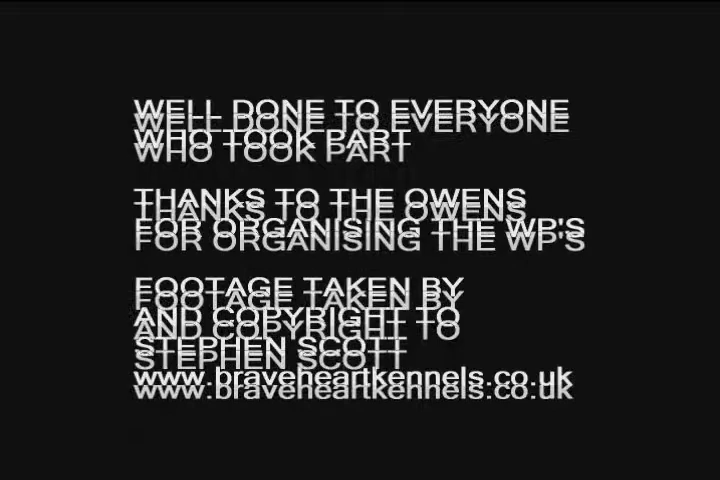 WELL DONE TO EVERYONE
WHO TOOK PART
THANKS TO THE OWENS
FOR ORGANISING THE WP'S
FOOTAGE TAKEN BY
AND COPYRIGHT TO
STEPHEN SCOTT
www.braveheartkennels.co.uk